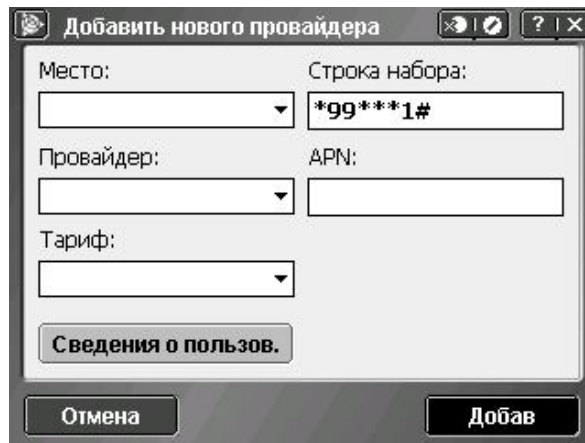 Добавить нового провайдера
Место:
Строка набора:
*99***1#
Провайдер:
APN:
Тариф:
Сведения о пользов.
Отмена
Добав